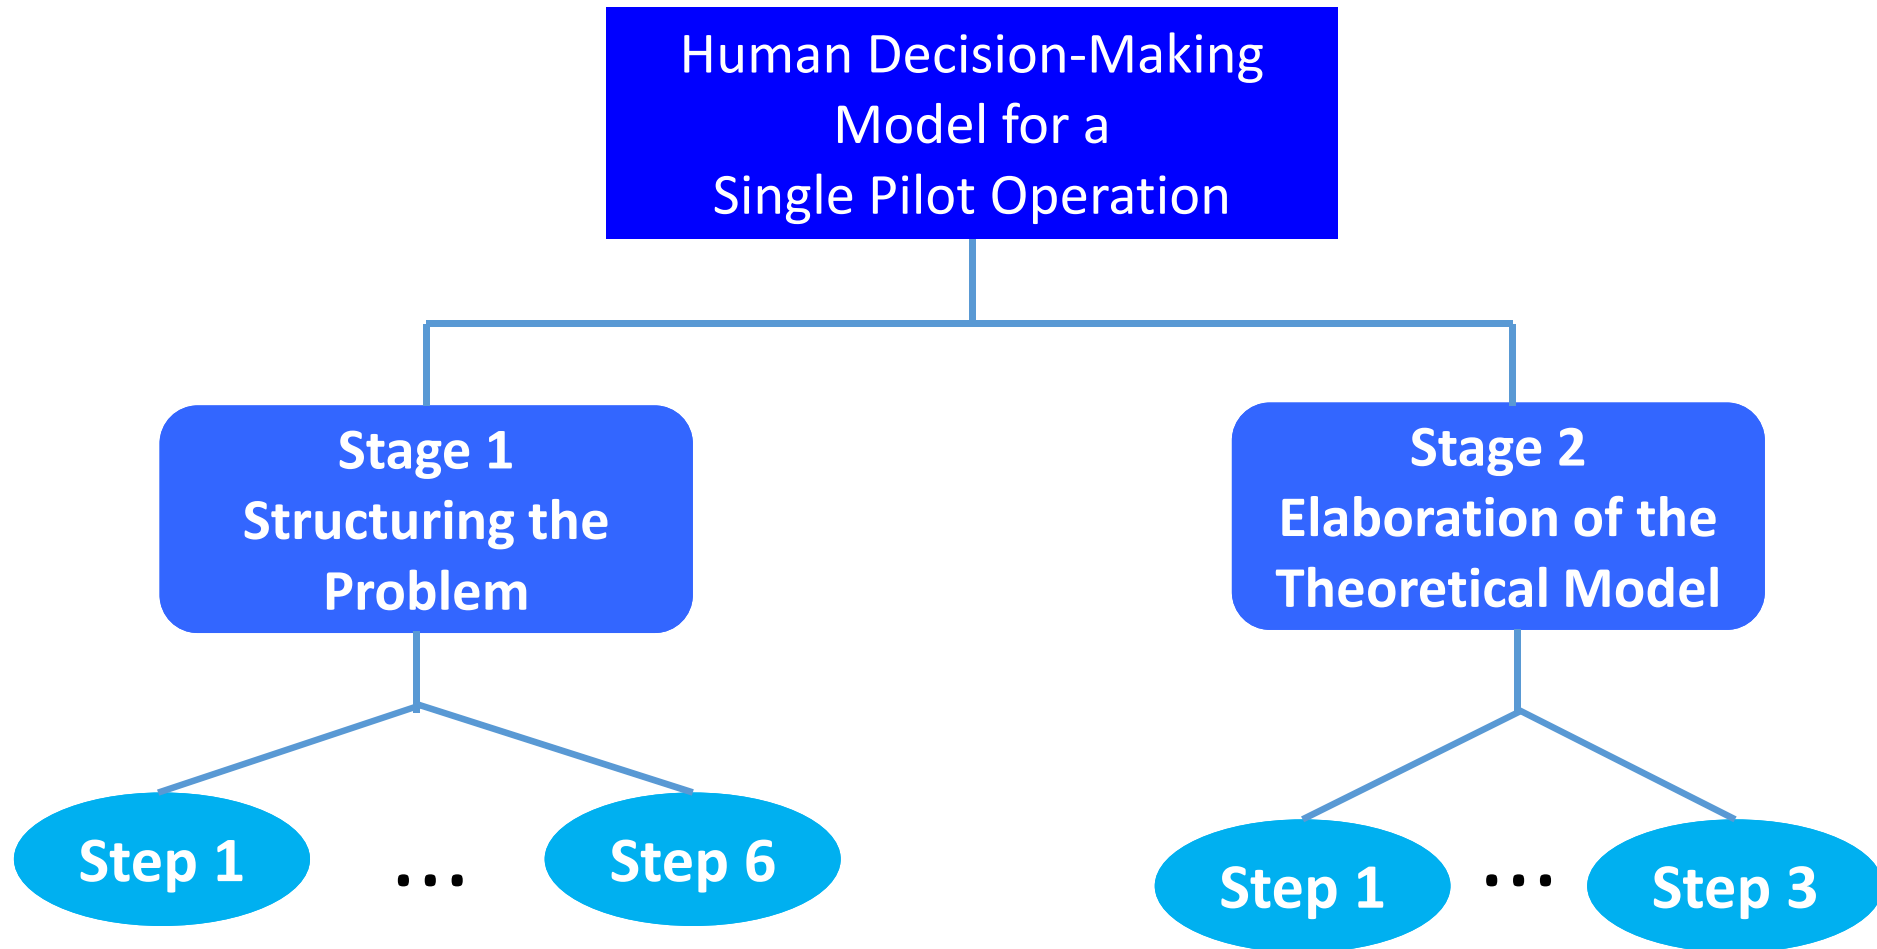 Human Decision-Making
Model for a
Single Pilot Operation
Stage 1
Structuring the
Problem
Stage 2
Elaboration of the
Theoretical Model
Step 1
...
Step 6
Step 1
...
Step 3